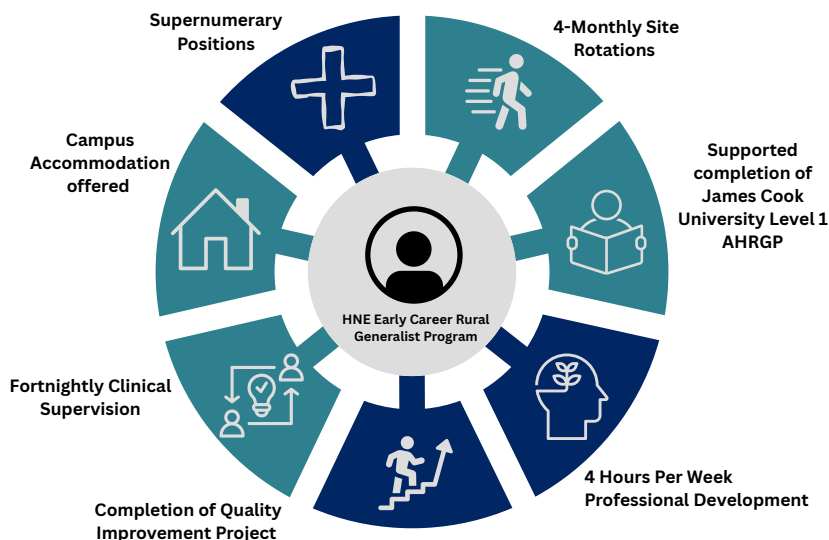 Supernumerary
Positions
4-Monthly Site
Rotations
Campus
Accommodation
offered
Supported
completion of
James Cook
University Level 1
AHRGP
HNE Early Career Rural
Generalist Program
Fortnightly Clinical
Supervision
4 Hours Per Week
Professional Development
Completion of Quality
Improvement Project